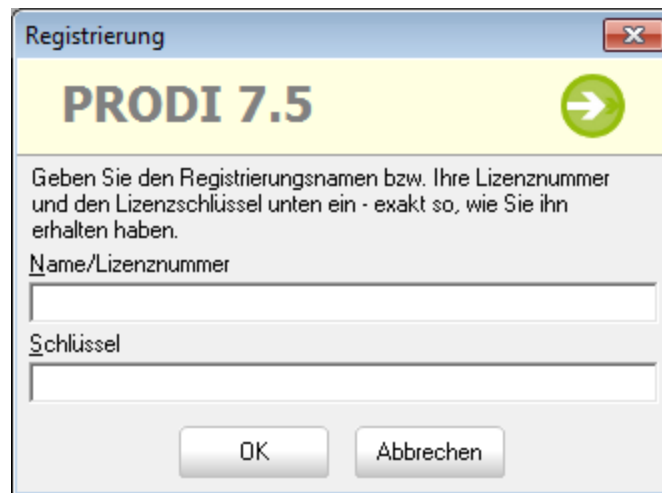 Registrierung
PRODI 7.5
Geben Sie den Registrierungsnamen bzw. Ihre Lizenznummer
und den Lizenzschlüssel unten ein - exakt so, wie Sie ihn
erhalten haben.
Name/Lizenznummer
Schlüssel
OK
Abbrechen